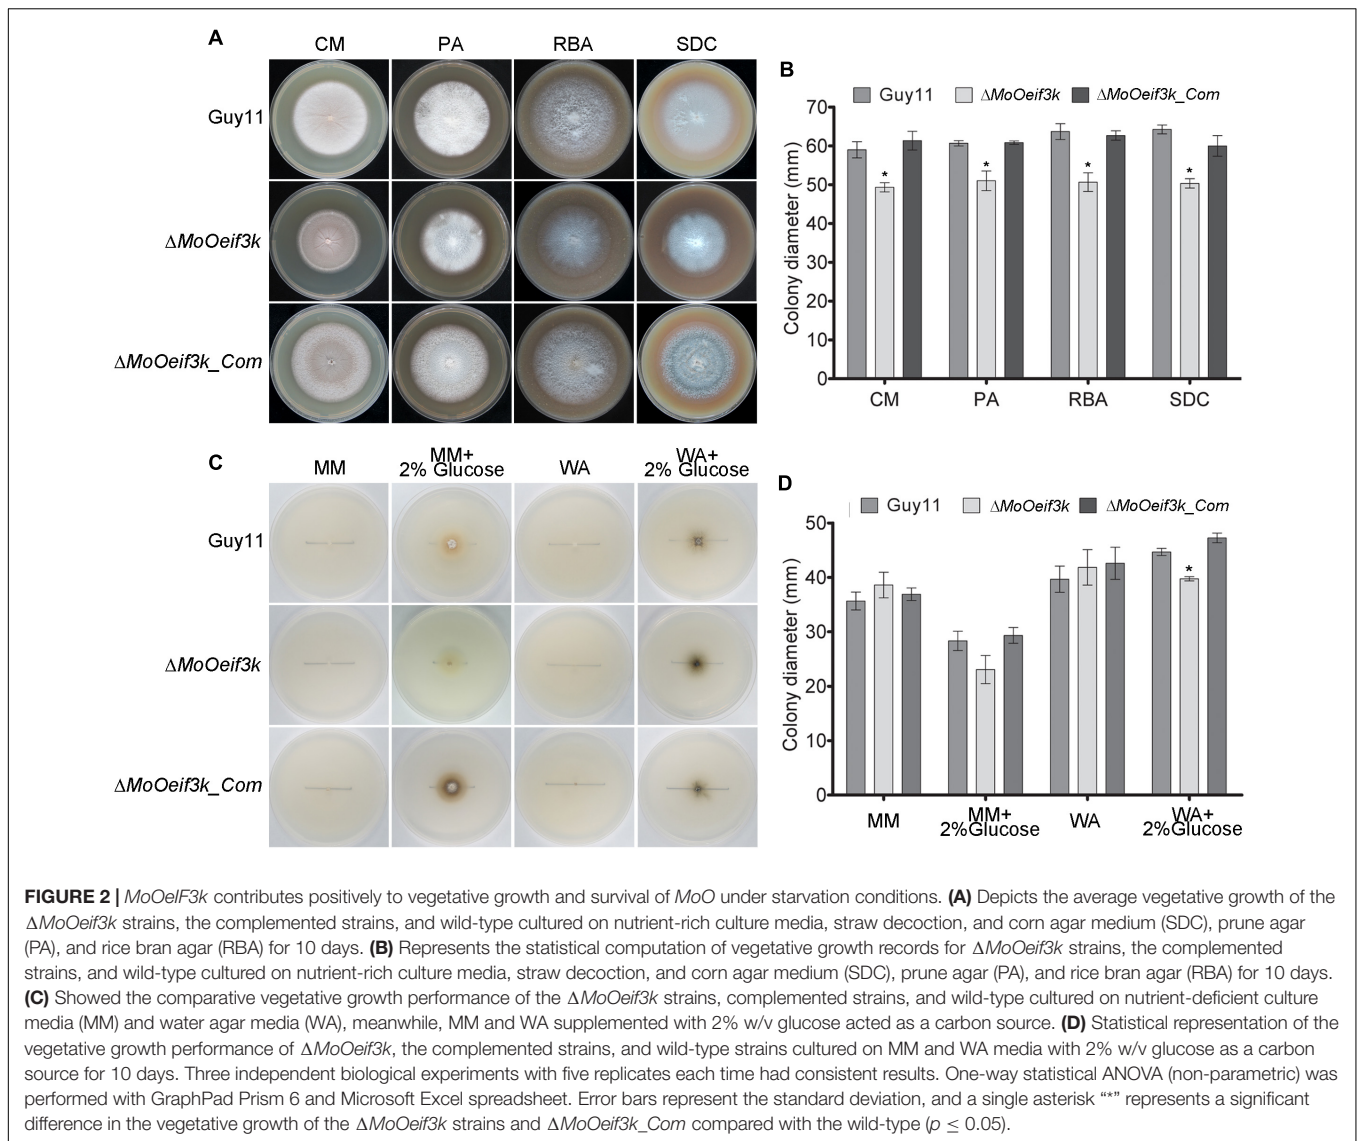 A
CM PA RBA SDC
Guy11
ΔMoOeif3k
ΔMoOeif3k_Com
B
Guy11 ΔMoOeif3k ΔMoOeif3k_Com
Colony diameter (mm)
70
60
50
40
30
20
10
0
* * * *
CM PA RBA SDC
C
MM MM+ 2% Glucose WA WA+ 2% Glucose
Guy11
ΔMoOeif3k
ΔMoOeif3k_Com
D
Guy11 ΔMoOeif3k ΔMoOeif3k_Com
Colony diameter (mm)
50
40
30
20
10
0
*
MM MM+ 2%Glucose WA WA+ 2%Glucose
FIGURE 2 | MoOeIF3k contributes positively to vegetative growth and survival of MoO under starvation conditions. (A) Depicts the average vegetative growth of the
ΔMoOeif3k strains, the complemented strains, and wild-type cultured on nutrient-rich culture media, straw decoction, and corn agar medium (SDC), prune agar
(PA), and rice bran agar (RBA) for 10 days. (B) Represents the statistical computation of vegetative growth records for ΔMoOeif3k strains, the complemented
strains, and wild-type cultured on nutrient-rich culture media, straw decoction, and corn agar medium (SDC), prune agar (PA), and rice bran agar (RBA) for 10 days.
(C) Showed the comparative vegetative growth performance of the ΔMoOeif3k strains, complemented strains, and wild-type cultured on nutrient-deficient culture
media (MM) and water agar media (WA), meanwhile, MM and WA supplemented with 2% w/v glucose acted as a carbon source. (D) Statistical representation of the
vegetative growth performance of ΔMoOeif3k, the complemented strains, and wild-type strains cultured on MM and WA media with 2% w/v glucose as a carbon
source for 10 days. Three independent biological experiments with five replicates each time had consistent results. One-way statistical ANOVA (non-parametric) was
performed with GraphPad Prism 6 and Microsoft Excel spreadsheet. Error bars represent the standard deviation, and a single asterisk “*” represents a significant
difference in the vegetative growth of the ΔMoOeif3k strains and ΔMoOeif3k_Com compared with the wild-type (p ≤ 0.05).